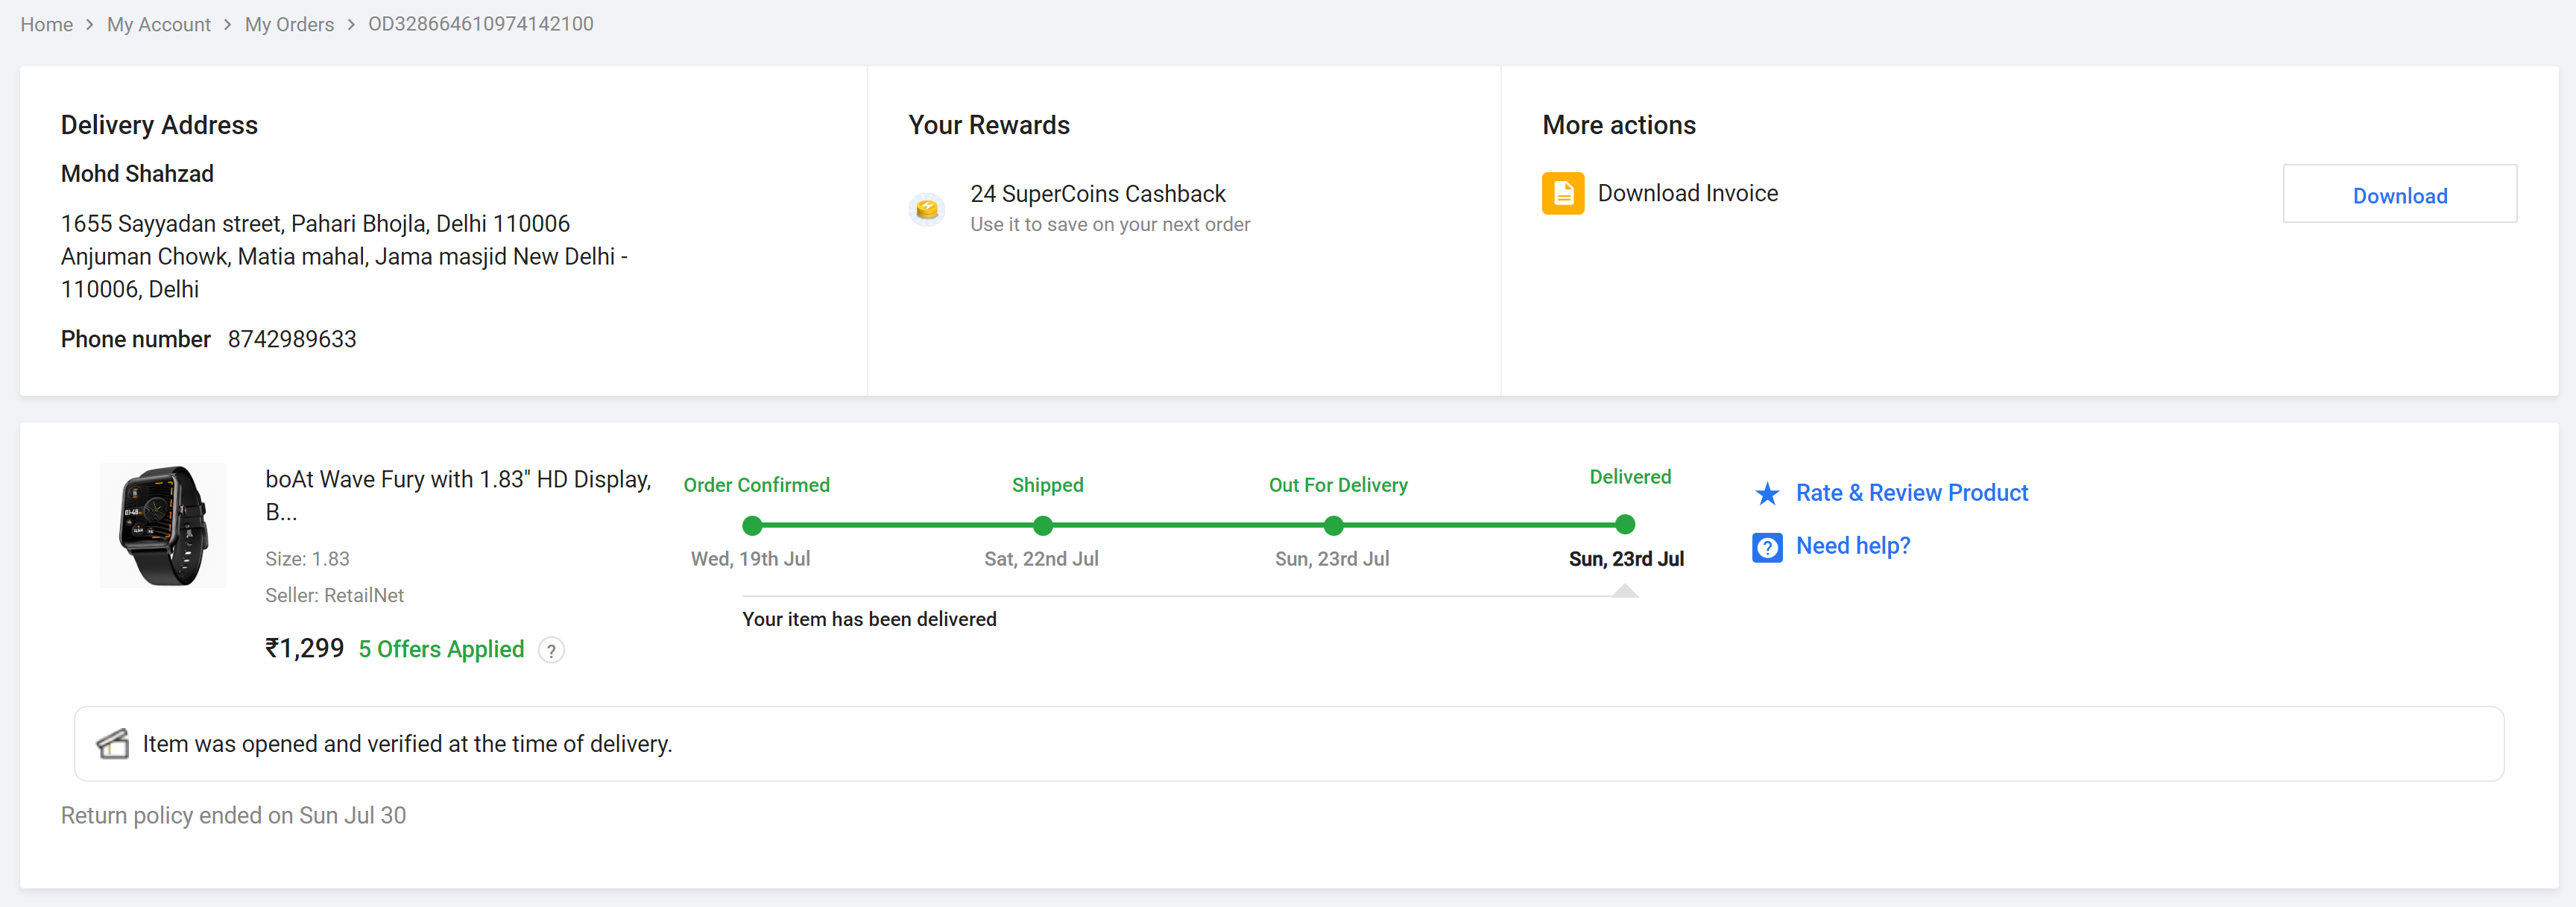 Home > My Account > My Orders > OD328664610974142100
Delivery Address
Mohd Shahzad
1655 Sayyadan street, Pahari Bhojla, Delhi 110006
Anjuman Chowk, Matia mahal, Jama masjid New Delhi -
110006, Delhi
Phone number 8742989633
Your Rewards
24 SuperCoins Cashback
Use it to save on your next order
More actions
Download Invoice
Download
boAt Wave Fury with 1.83" HD Display,
B...
Size: 1.83
Seller: RetailNet
₹1,299 5 Offers Applied ?
Order Confirmed
Wed, 19th Jul
Shipped
Sat, 22nd Jul
Out For Delivery
Sun, 23rd Jul
Delivered
Sun, 23rd Jul
Your item has been delivered
Rate & Review Product
? Need help?
Item was opened and verified at the time of delivery.
Return policy ended on Sun Jul 30